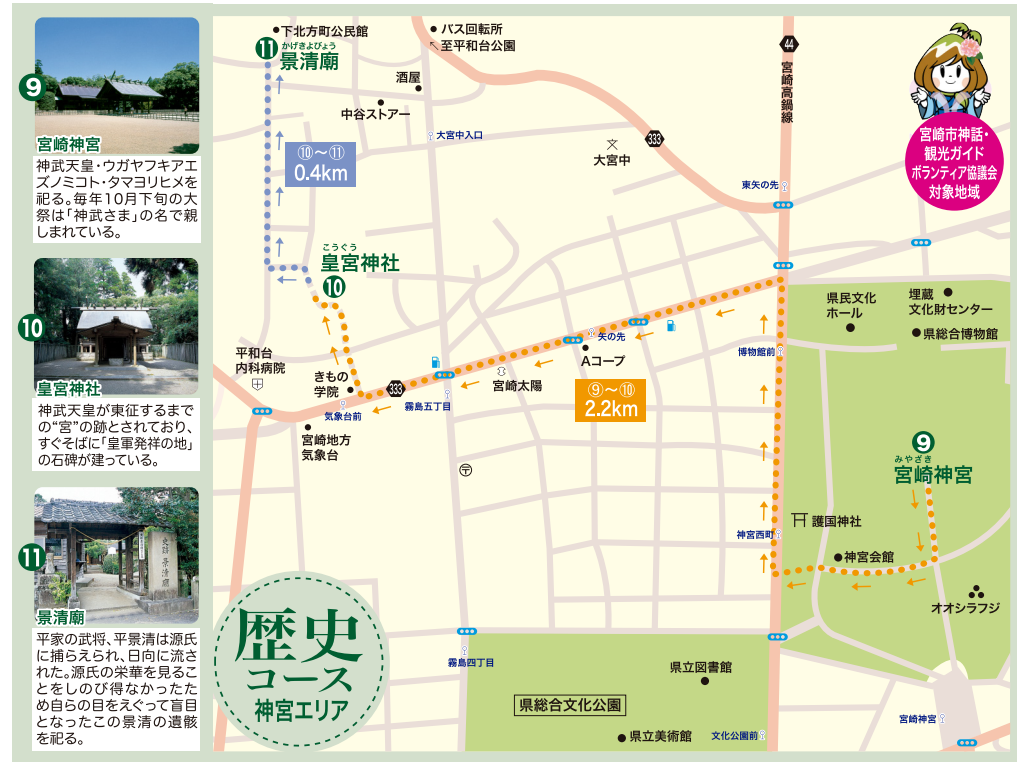 9
宮崎神宮
神武天皇・ウガヤフキアエ
ズノミコト・タマヨリヒメを
祀る。毎年10月下旬の大
祭は「神武さま」の名で親
しまれている。
10
皇宮神社
神武天皇が東征するまで
の“宮”の跡とされており、
すぐそばに「皇軍発祥の地」
の石碑が建っている。
11
史跡 景清廟
景清廟
平家の武将、平景清は源氏
に捕らえられ、日向に流さ
れた。源氏の栄華を見るこ
とをしのび得なかったた
め自らの目をえぐって盲目
となったこの景清の遺骸
を祀る。
下北方町公民館
11
かげきよびょう
景清廟
バス回転所
↖至平和台公園
酒屋
中谷ストアー
大宮中入口
⑩〜⑪
0.4km
44
宮崎高鍋線
333
文
大宮中
東矢の先
宮崎市神話・
観光ガイド
ボランティア協議会
対象地域
こうぐう
皇宮神社
10
県民文化
ホール
埋蔵
文化財センター
県総合博物館
矢の先
Aコープ
博物館前
平和台
内科病院
きもの
学院
333
宮崎太陽
⑨〜⑩
2.2km
気象台前
霧島五丁目
宮崎地方
気象台
〒
9
みやざき
宮崎神宮
護国神社
神宮西町
神宮会館
オオシラフジ
歴史
コース
神宮エリア
霧島四丁目
県立図書館
県総合文化公園
県立美術館
文化公園前
宮崎神宮